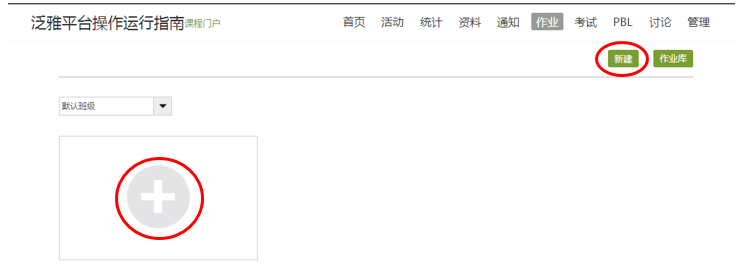 泛雅平台操作运行指南课程门户 首页 活动 统计 资料 通知 作业 考试 PBL 讨论 管理
新建 作业库
默认班级